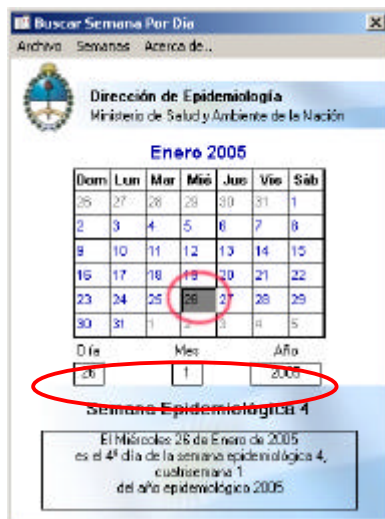 Buscar Semana Por Dia
Archivo Semanas Acerca de..
Dirección de Epidemiología
Ministerio de Salud y Ambiente de la Nación
Enero 2005
Dom Lun Mar Mié Jue Vie Sáb
26 27 28 29 30 31 1
2 3 4 5 6 7 8
9 10 11 12 13 14 15
16 17 18 19 20 21 22
23 24 25 26 27 28 29
30 31 1 2 3 4 5
Día Mes Año
26 1 2005
Semana Epidemiológica 4
El Miércoles 26 de Enero de 2005
es el 4º día de la semana epidemiológica 4,
cuatrisemana 1
del año epidemiológico 2005